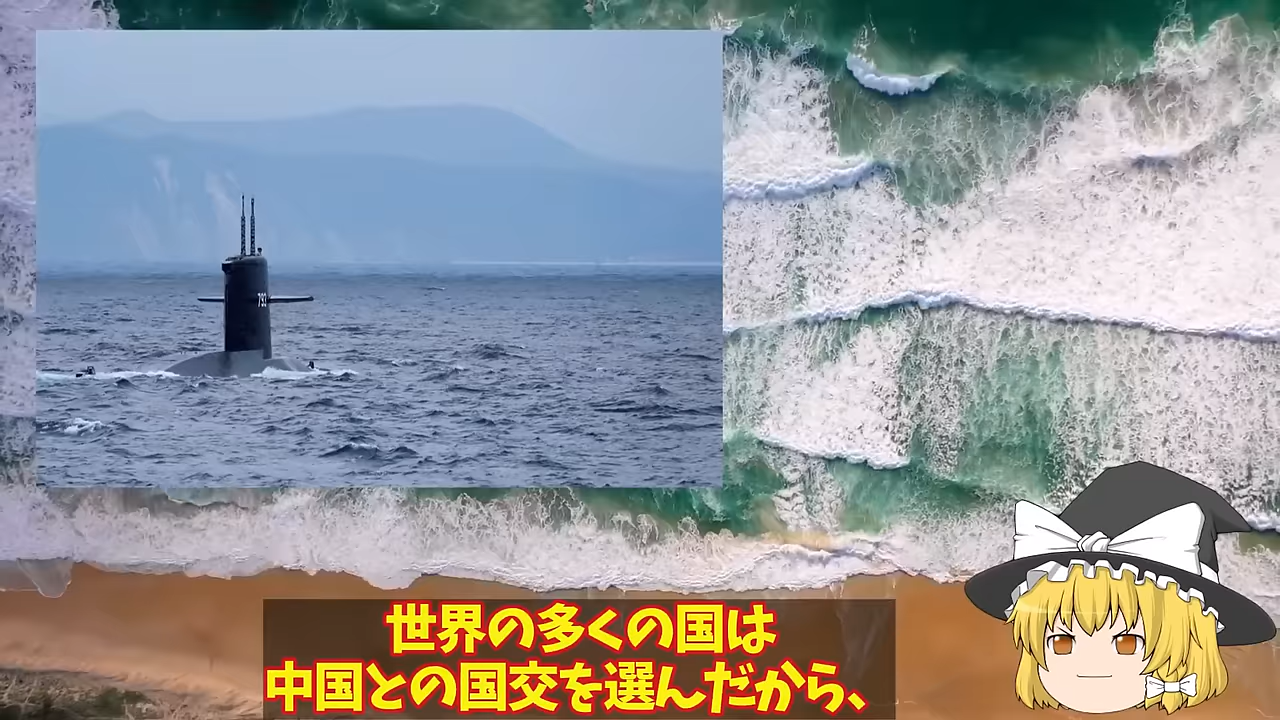 世界の多くの国は
中国との国交を選んだから、